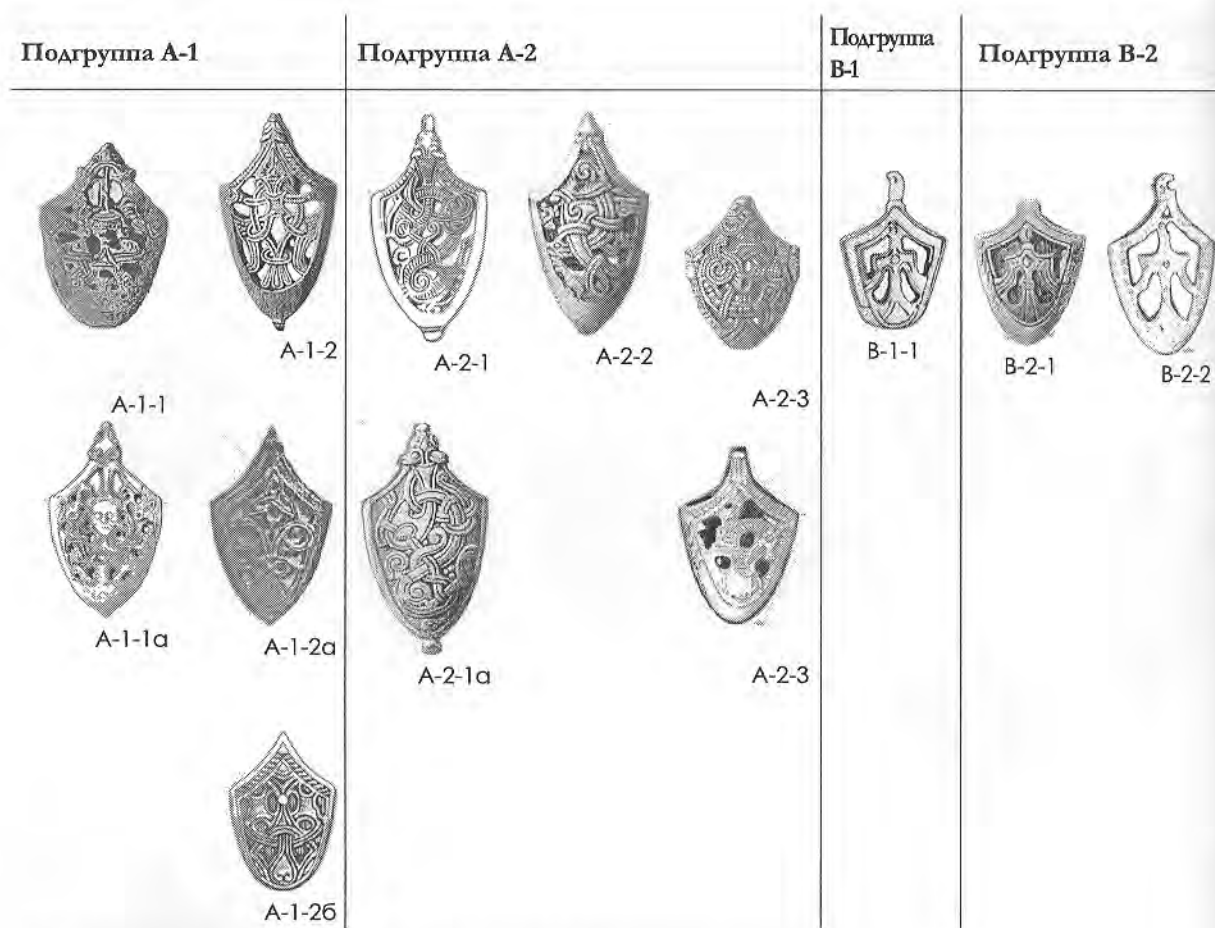 Подгруппа А-1
Подгруппа А-2
Подгруппа
В-1
Подгруппа В-2
А-1-1
А-1-2
А-2-1
А-2-2
А-2-3
В-1-1
В-2-1
В-2-2
А-1-1а
А-1-2а
А-2-1а
А-2-3
А-1-2б